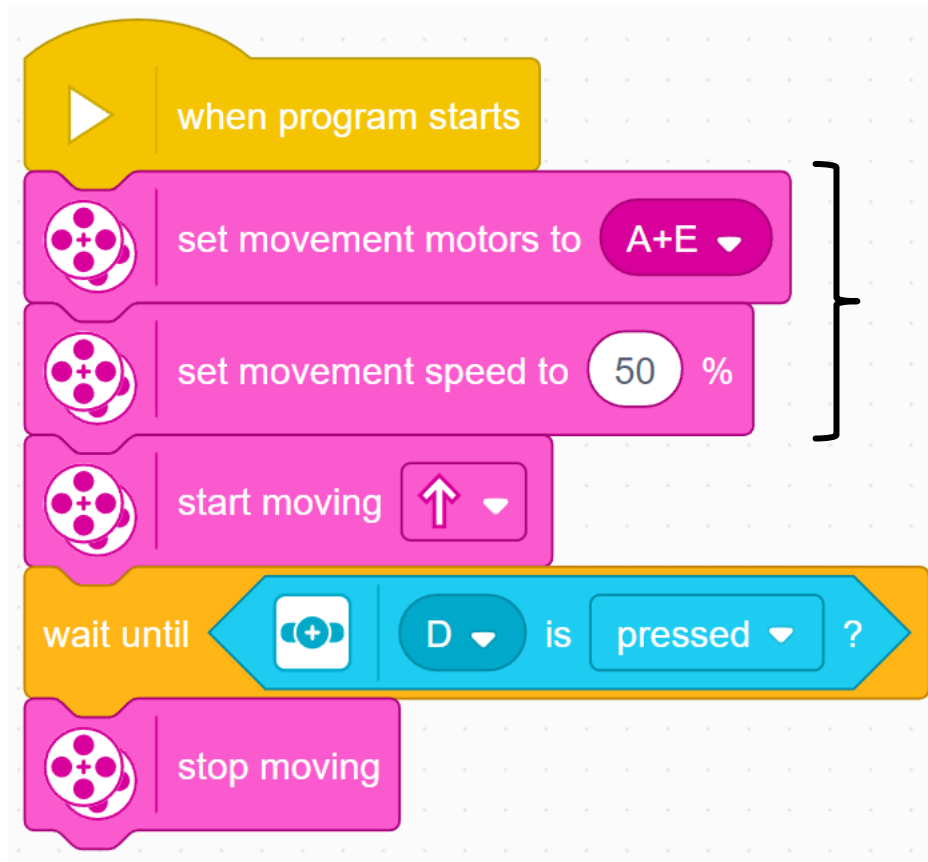 when program starts
set movement motors to A+E
set movement speed to 50 %
start moving
wait until D is pressed ?
stop moving